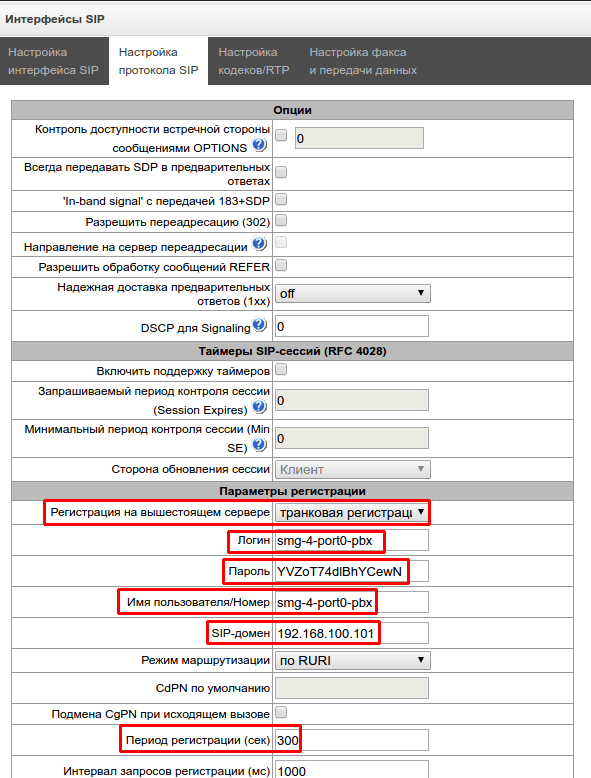 Интерфейсы SIP
Настройка
интерфейса SIP
Настройка
протокола SIP
Настройка
кодеков/RTP
Настройка факса
и передачи данных
Опции
Контроль доступности встречной стороны
сообщениями OPTIONS ?
0
Всегда передавать SDP в предварительных
ответах
'In-band signal' с передачей 183+SDP
Разрешить переадресацию (302)
Направление на сервер переадресации ?
Разрешить обработку сообщений REFER
Надежная доставка предварительных
ответов (1xx)
off
DSCP для Signaling ?
0
Таймеры SIP-сессий (RFC 4028)
Включить поддержку таймеров
Запрашиваемый период контроля сессии
(Session Expires) ?
0
Минимальный период контроля сессии (Min
SE) ?
0
Сторона обновления сессии
Клиент
Параметры регистрации
Регистрация на вышестоящем сервере
транковая регистраци
Логин
smg-4-port0-pbx
Пароль
YVZoT74dlBhYCewN
Имя пользователя/Номер
smg-4-port0-pbx
SIP-домен
192.168.100.101
Режим маршрутизации
по RURI
CdPN по умолчанию
Подмена CgPN при исходящем вызове
Период регистрации (сек)
300
Интервал запросов регистрации (мс)
1000